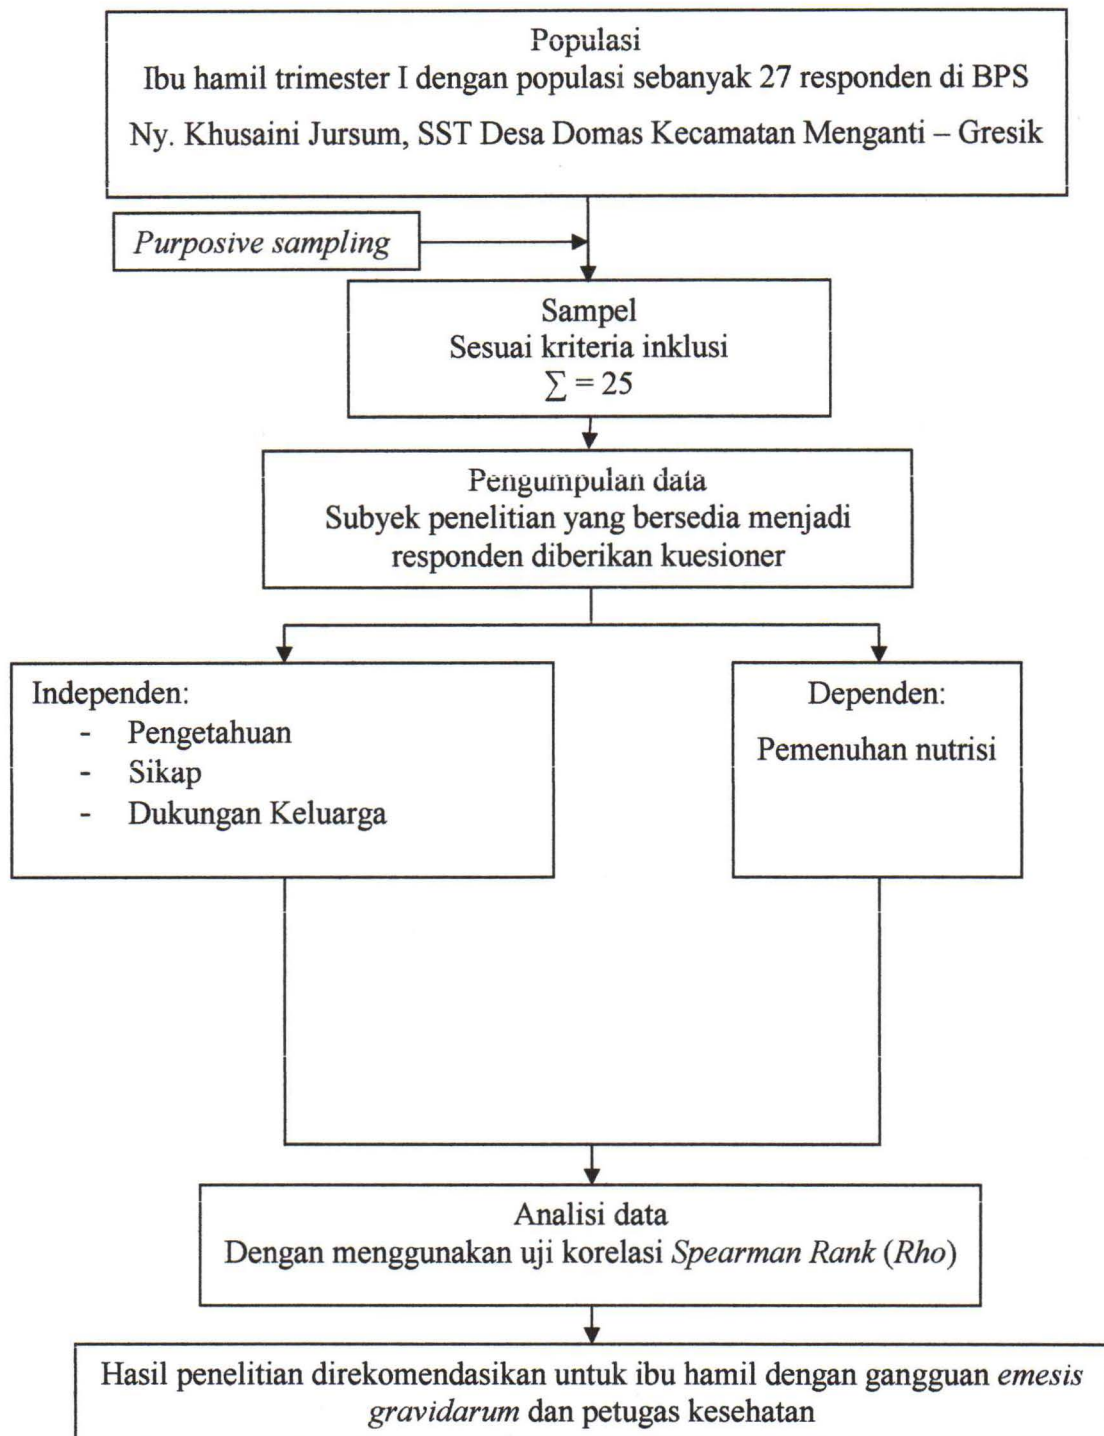 Populasi
Ibu hamil trimester I dengan populasi sebanyak 27 responden di BPS
Ny. Khusaini Jursum, SST Desa Domas Kecamatan Menganti – Gresik
Purposive sampling
Sampel
Sesuai kriteria inklusi
∑ = 25
Pengumpulan data
Subyek penelitian yang bersedia menjadi
responden diberikan kuesioner
Independen:
- Pengetahuan
- Sikap
- Dukungan Keluarga
Dependen:
Pemenuhan nutrisi
Analisi data
Dengan menggunakan uji korelasi Spearman Rank (Rho)
Hasil penelitian direkomendasikan untuk ibu hamil dengan gangguan emesis
gravidarum dan petugas kesehatan